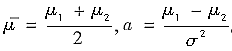 μ̄ = (μ₁ + μ₂)/2, a = (μ₁ − μ₂)/σ².